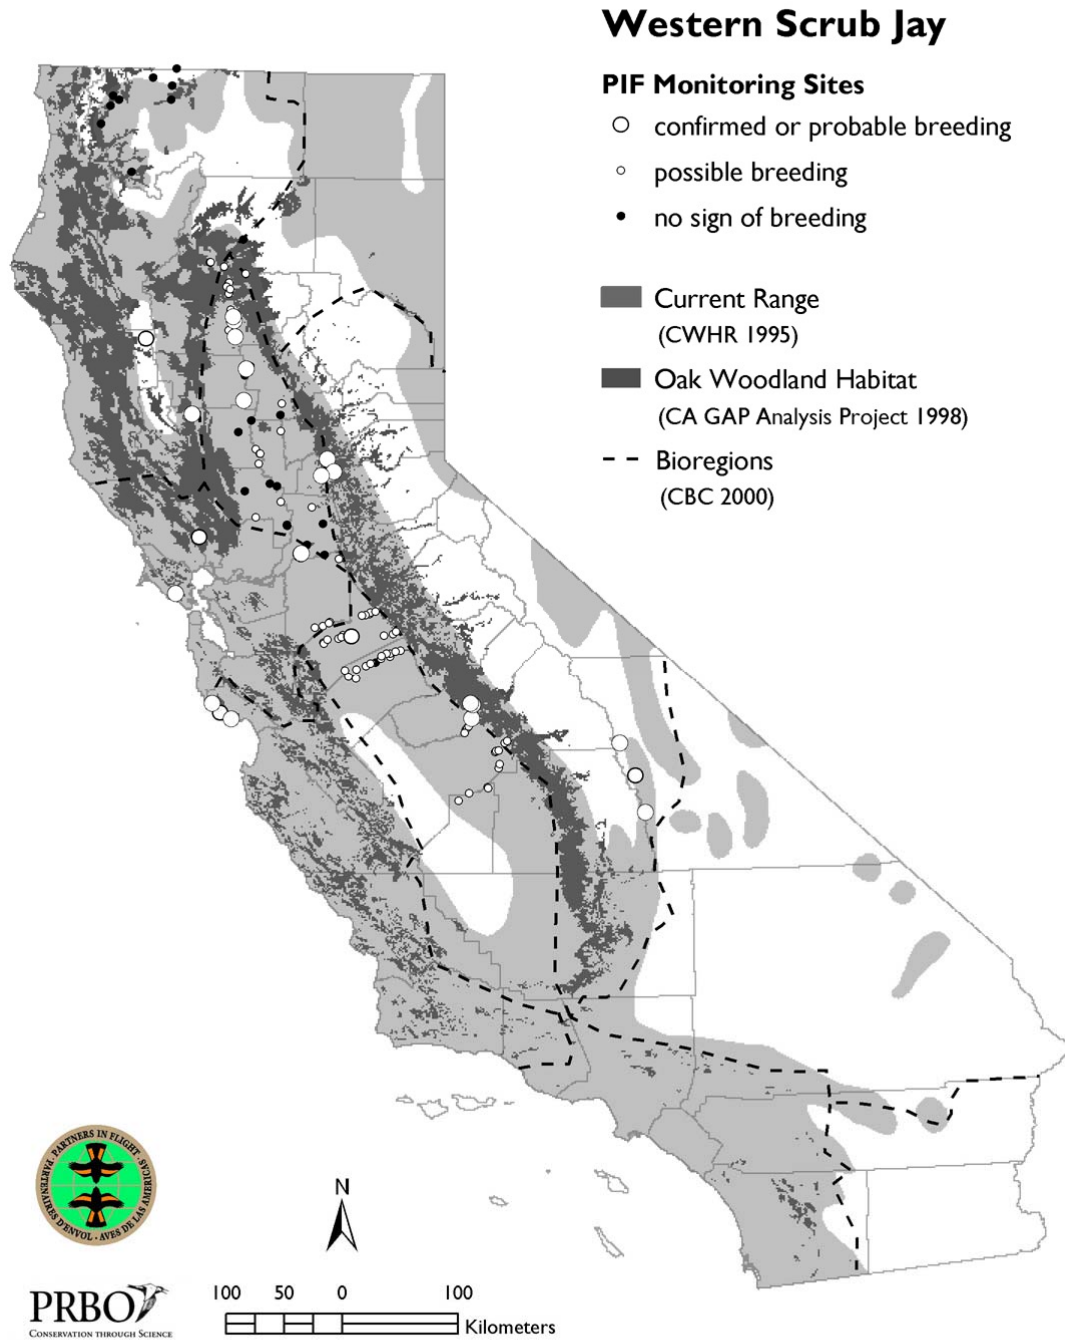 Western Scrub Jay
PIF Monitoring Sites
confirmed or probable breeding
possible breeding
no sign of breeding
Current Range
(CWHR 1995)
Oak Woodland Habitat
(CA GAP Analysis Project 1998)
Bioregions
(CBC 2000)
PARTNERS IN FLIGHT · AVES DE LAS AMERICAS · PARTENAIRES D'ENVOL ·
N
PRBO
CONSERVATION THROUGH SCIENCE
100 50 0 100
Kilometers